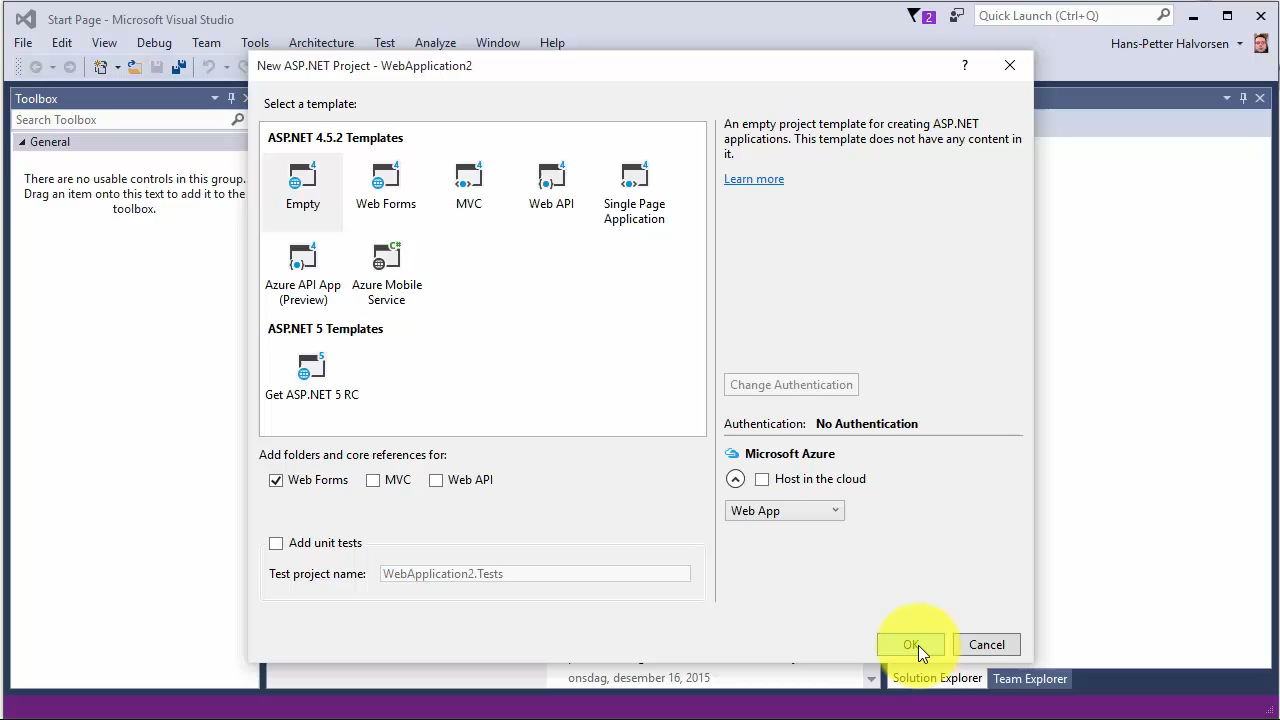 Start Page - Microsoft Visual Studio
2
Quick Launch (Ctrl+Q)
File Edit View Debug Team Tools Architecture Test Analyze Window Help
Hans-Petter Halvorsen
Toolbox
Search Toolbox
General
There are no usable controls in this group.
Drag an item onto this text to add it to the
toolbox.
New ASP.NET Project - WebApplication2
?
Select a template:
ASP.NET 4.5.2 Templates
4 4 4 4 4
Empty Web Forms MVC Web API Single Page
Application
4 C#
Azure API App Azure Mobile
(Preview) Service
ASP.NET 5 Templates
5
Get ASP.NET 5 RC
An empty project template for creating ASP.NET
applications. This template does not have any content in
it.
Learn more
Change Authentication
Authentication: No Authentication
Microsoft Azure
Host in the cloud
Web App
Add folders and core references for:
Web Forms MVC Web API
Add unit tests
Test project name: WebApplication2.Tests
OK Cancel
onsdag, desember 16, 2015
Solution Explorer Team Explorer